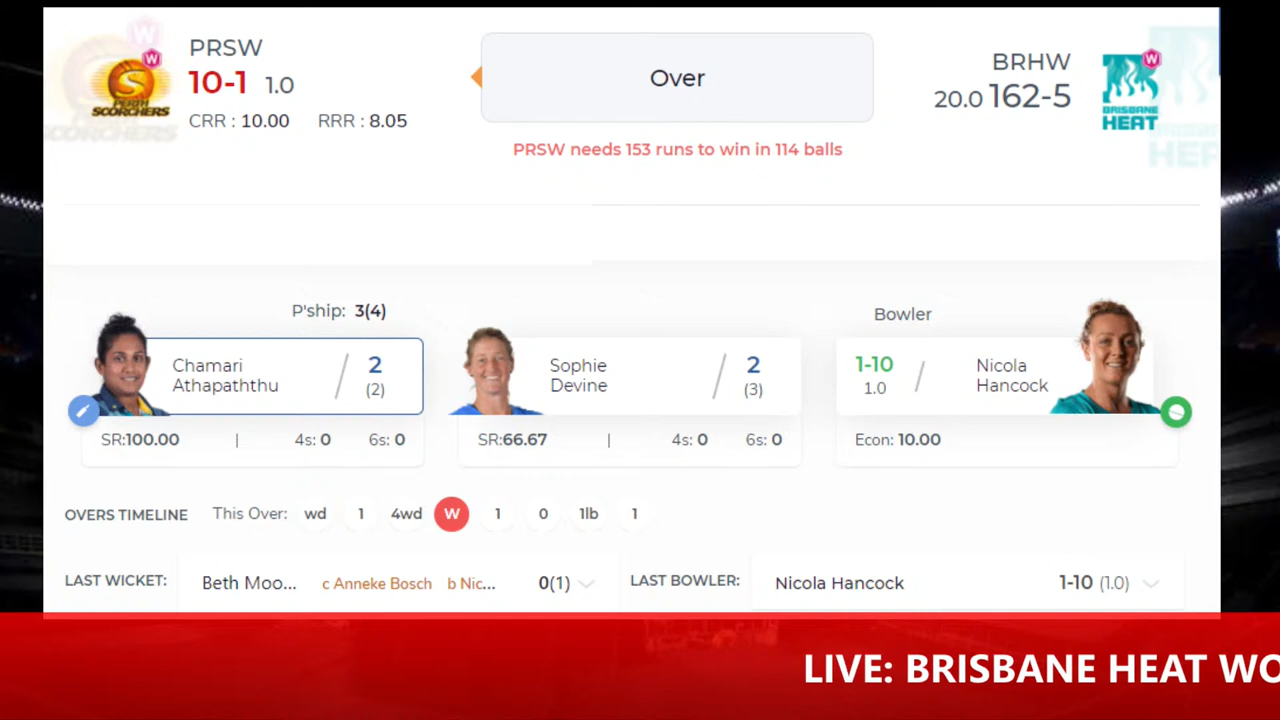 PRSW
10-1 1.0
CRR : 10.00 RRR : 8.05
PERTH
SCORCHERS
W
Over
PRSW needs 153 runs to win in 114 balls
BRHW
20.0 162-5
W
BRISBANE
HEAT
P'ship: 3(4)
Bowler
Chamari
Athapaththu
2
(2)
SR:100.00 | 4s: 0 6s: 0
Sophie
Devine
2
(3)
SR:66.67 | 4s: 0 6s: 0
1-10
1.0
Nicola
Hancock
Econ: 10.00
OVERS TIMELINE This Over: wd 1 4wd W 1 0 1lb 1
LAST WICKET: Beth Moo... c Anneke Bosch b Nic... 0(1)
LAST BOWLER: Nicola Hancock 1-10 (1.0)
LIVE: BRISBANE HEAT WO